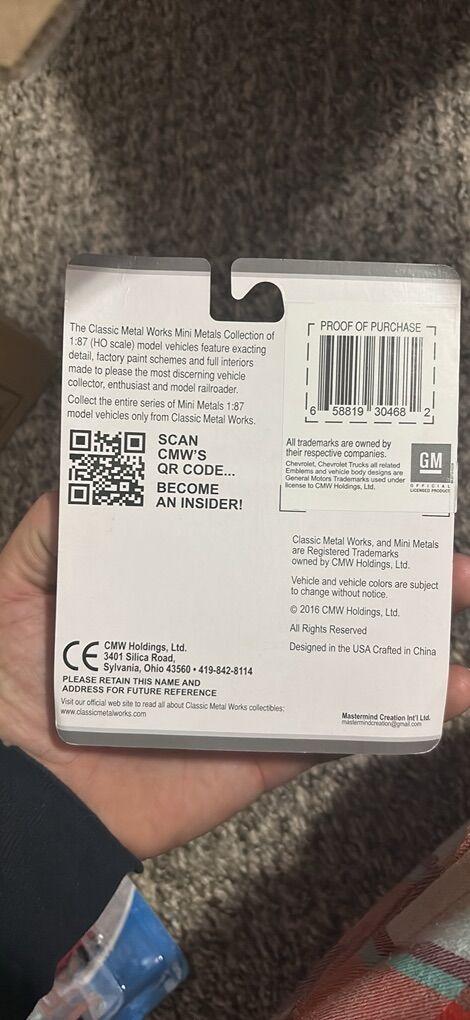 The Classic Metal Works Mini Metals Collection of
1:87 (HO scale) model vehicles feature exacting
detail, factory paint schemes and full interiors
made to please the most discerning vehicle
collector, enthusiast and model railroader.
Collect the entire series of Mini Metals 1:87
model vehicles only from Classic Metal Works.
SCAN
CMW'S
QR CODE...
BECOME
AN INSIDER!
PROOF OF PURCHASE
6 58819 30468 2
All trademarks are owned by
their respective companies.
Chevrolet, Chevrolet Trucks all related
Emblems and vehicle body designs are
General Motors Trademarks used under
license to CMW Holdings, Ltd.
GM
OFFICIAL
LICENSED PRODUCT
Classic Metal Works, and Mini Metals
are Registered Trademarks
owned by CMW Holdings, Ltd.
Vehicle and vehicle colors are subject
to change without notice.
© 2016 CMW Holdings, Ltd.
All Rights Reserved
Designed in the USA Crafted in China
CE
CMW Holdings, Ltd.
3401 Silica Road,
Sylvania, Ohio 43560 • 419-842-8114
PLEASE RETAIN THIS NAME AND
ADDRESS FOR FUTURE REFERENCE
Visit our official web site to read all about Classic Metal Works collectibles:
www.classicmetalworks.com
Mastermind Creation Int'l Ltd.
mastermindcreation@gmail.com